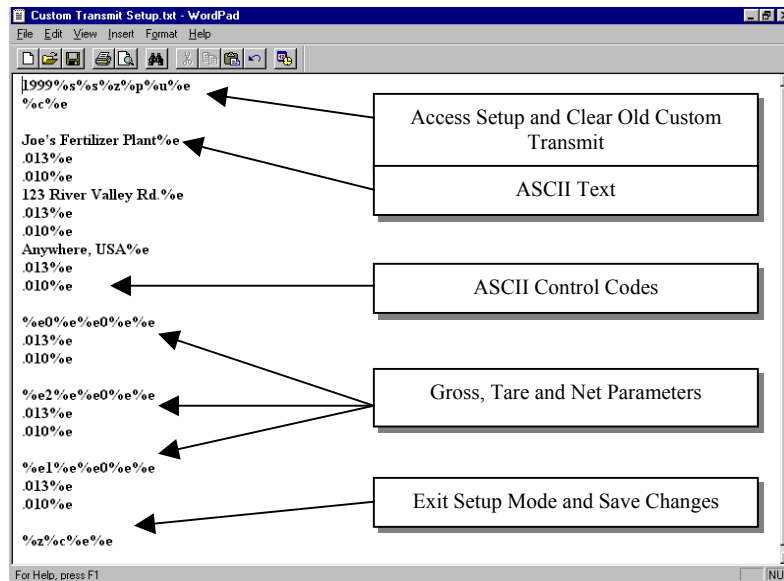 Custom Transmit Setup.txt - WordPad
File Edit View Insert Format Help
1999%s%s%z%p%u%e
%c%e
Joe's Fertilizer Plant%e
.013%e
.010%e
123 River Valley Rd.%e
.013%e
.010%e
Anywhere, USA%e
.013%e
.010%e
%e0%e%e0%e%e
.013%e
.010%e
%e2%e%e0%e%e
.013%e
.010%e
%e1%e%e0%e%e
.013%e
.010%e
%z%c%e%e
Access Setup and Clear Old Custom
Transmit
ASCII Text
ASCII Control Codes
Gross, Tare and Net Parameters
Exit Setup Mode and Save Changes
For Help, press F1